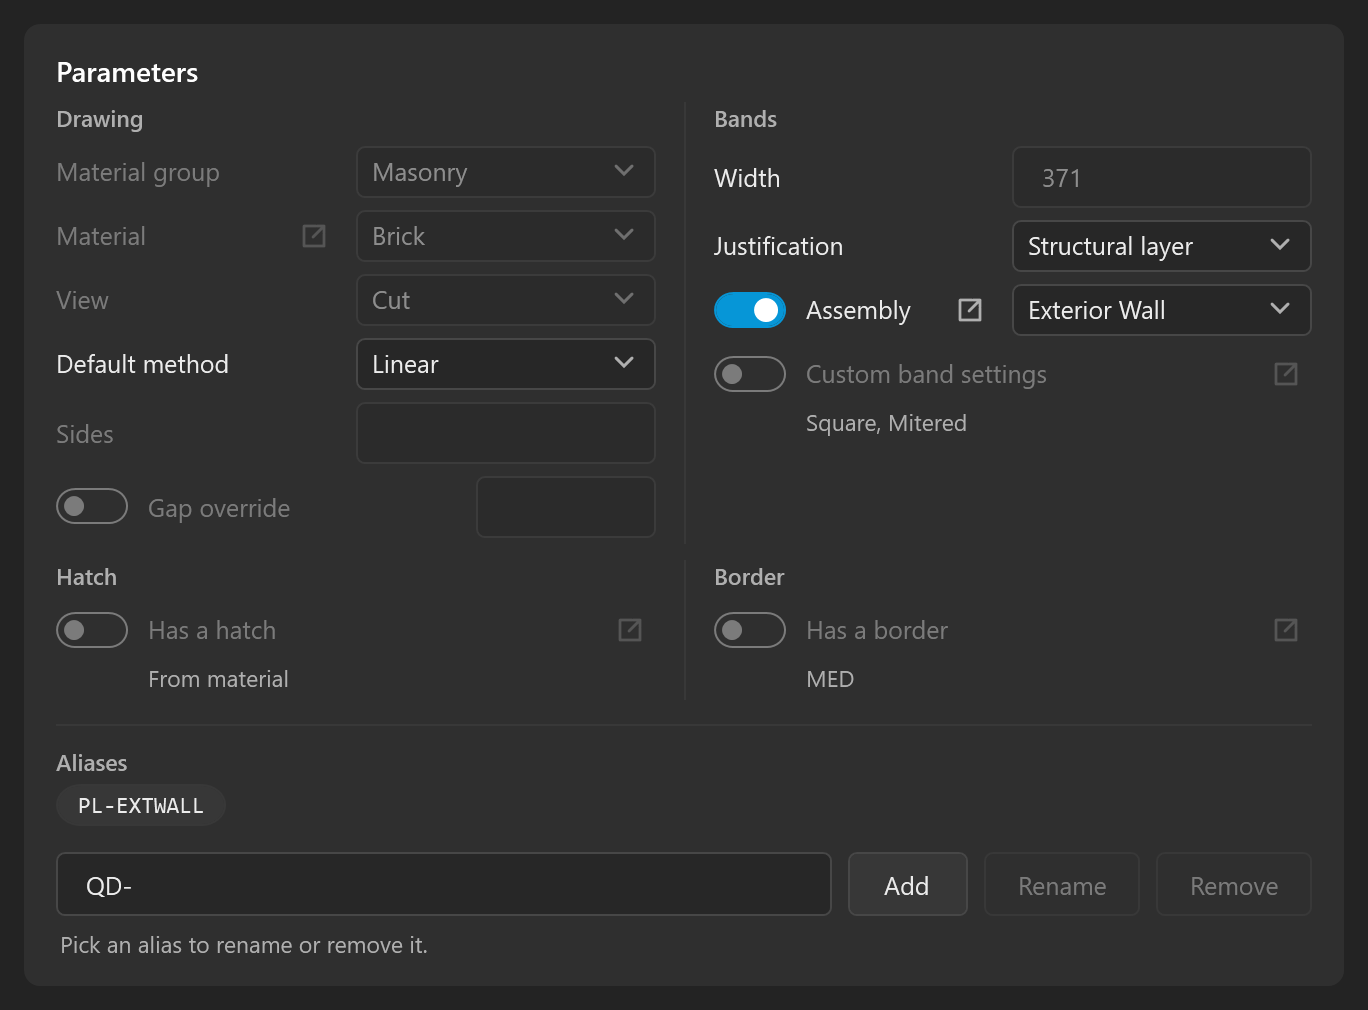 Parameters
Drawing
Material group
Masonry
Material
Brick
View
Cut
Default method
Linear
Sides
Gap override
Bands
Width
371
Justification
Structural layer
Assembly
Exterior Wall
Custom band settings
Square, Mitered
Hatch
Has a hatch
From material
Border
Has a border
MED
Aliases
PL-EXTWALL
QD-
Add
Rename
Remove
Pick an alias to rename or remove it.